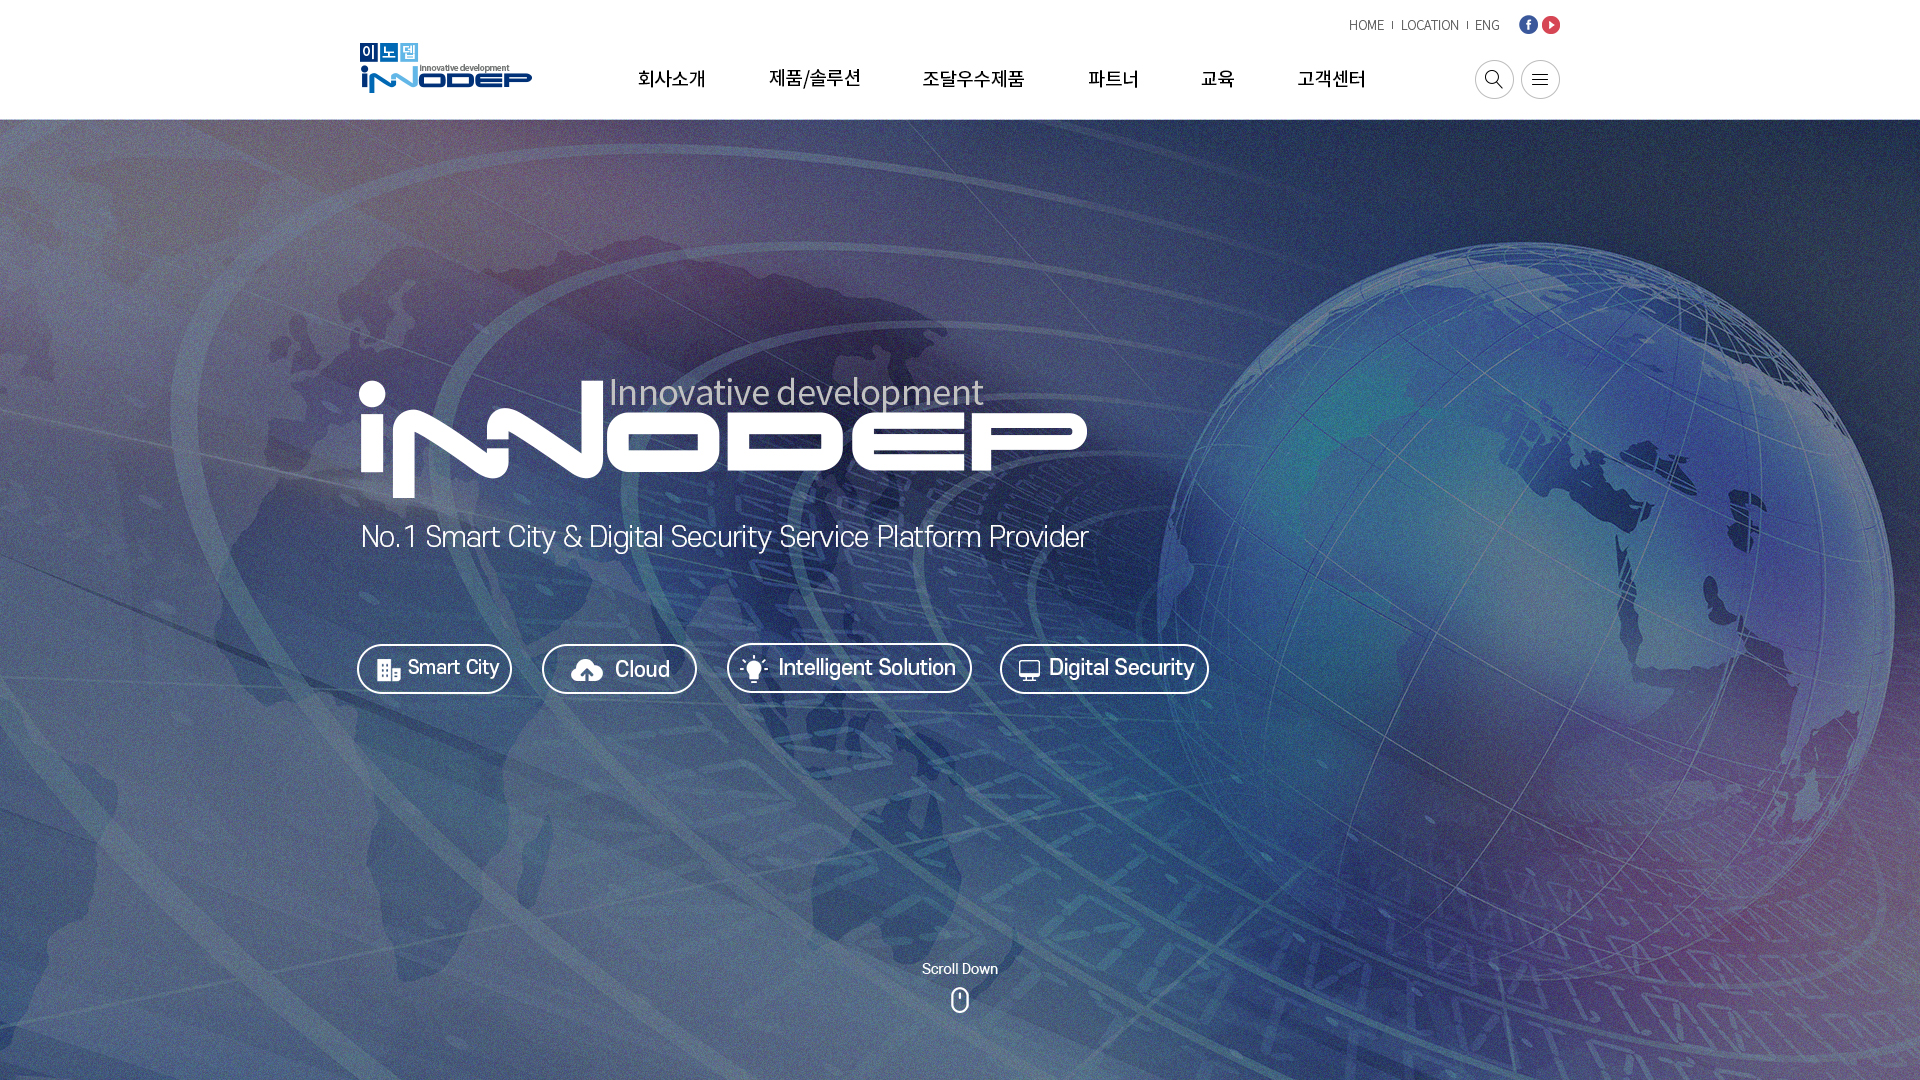 HOME
LOCATION
ENG
이노뎁
Innovative development
INNODEP
회사소개
제품/솔루션
조달우수제품
파트너
교육
고객센터
Innovative development
INNODEP
No.1 Smart City & Digital Security Service Platform Provider
Smart City
Cloud
Intelligent Solution
Digital Security
Scroll Down